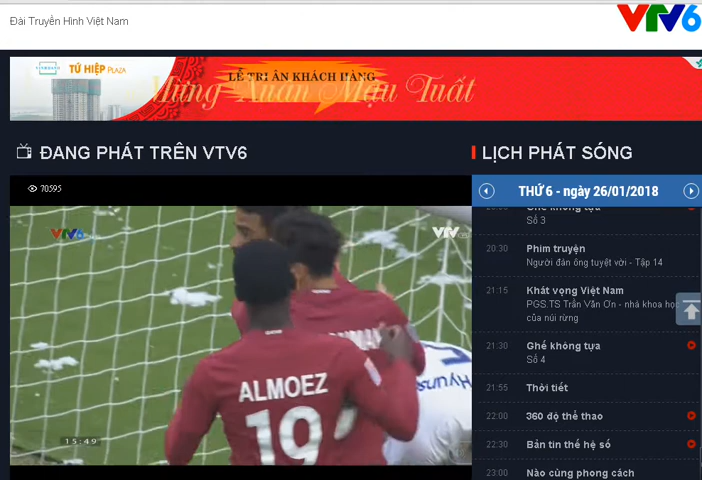 Đài Truyền Hình Việt Nam
VTV6
TỨ HIỆP PLAZA
LỄ TRI ÂN KHÁCH HÀNG
Mừng Xuân Mậu Tuất
ĐANG PHÁT TRÊN VTV6
LỊCH PHÁT SÓNG
70595
THỨ 6 - ngày 26/01/2018
VTV6
VTV
ALMOEZ
19
15:49
Ghế không tựa
Số 3
20:30 Phim truyện
Người đàn ông tuyệt vời - Tập 14
21:15 Khát vọng Việt Nam
PGS.TS Trần Văn Ơn - nhà khoa học
của núi rừng
21:30 Ghế không tựa
Số 4
21:55 Thời tiết
22:00 360 độ thể thao
22:30 Bản tin thế hệ số
23:00 Nào cùng phong cách